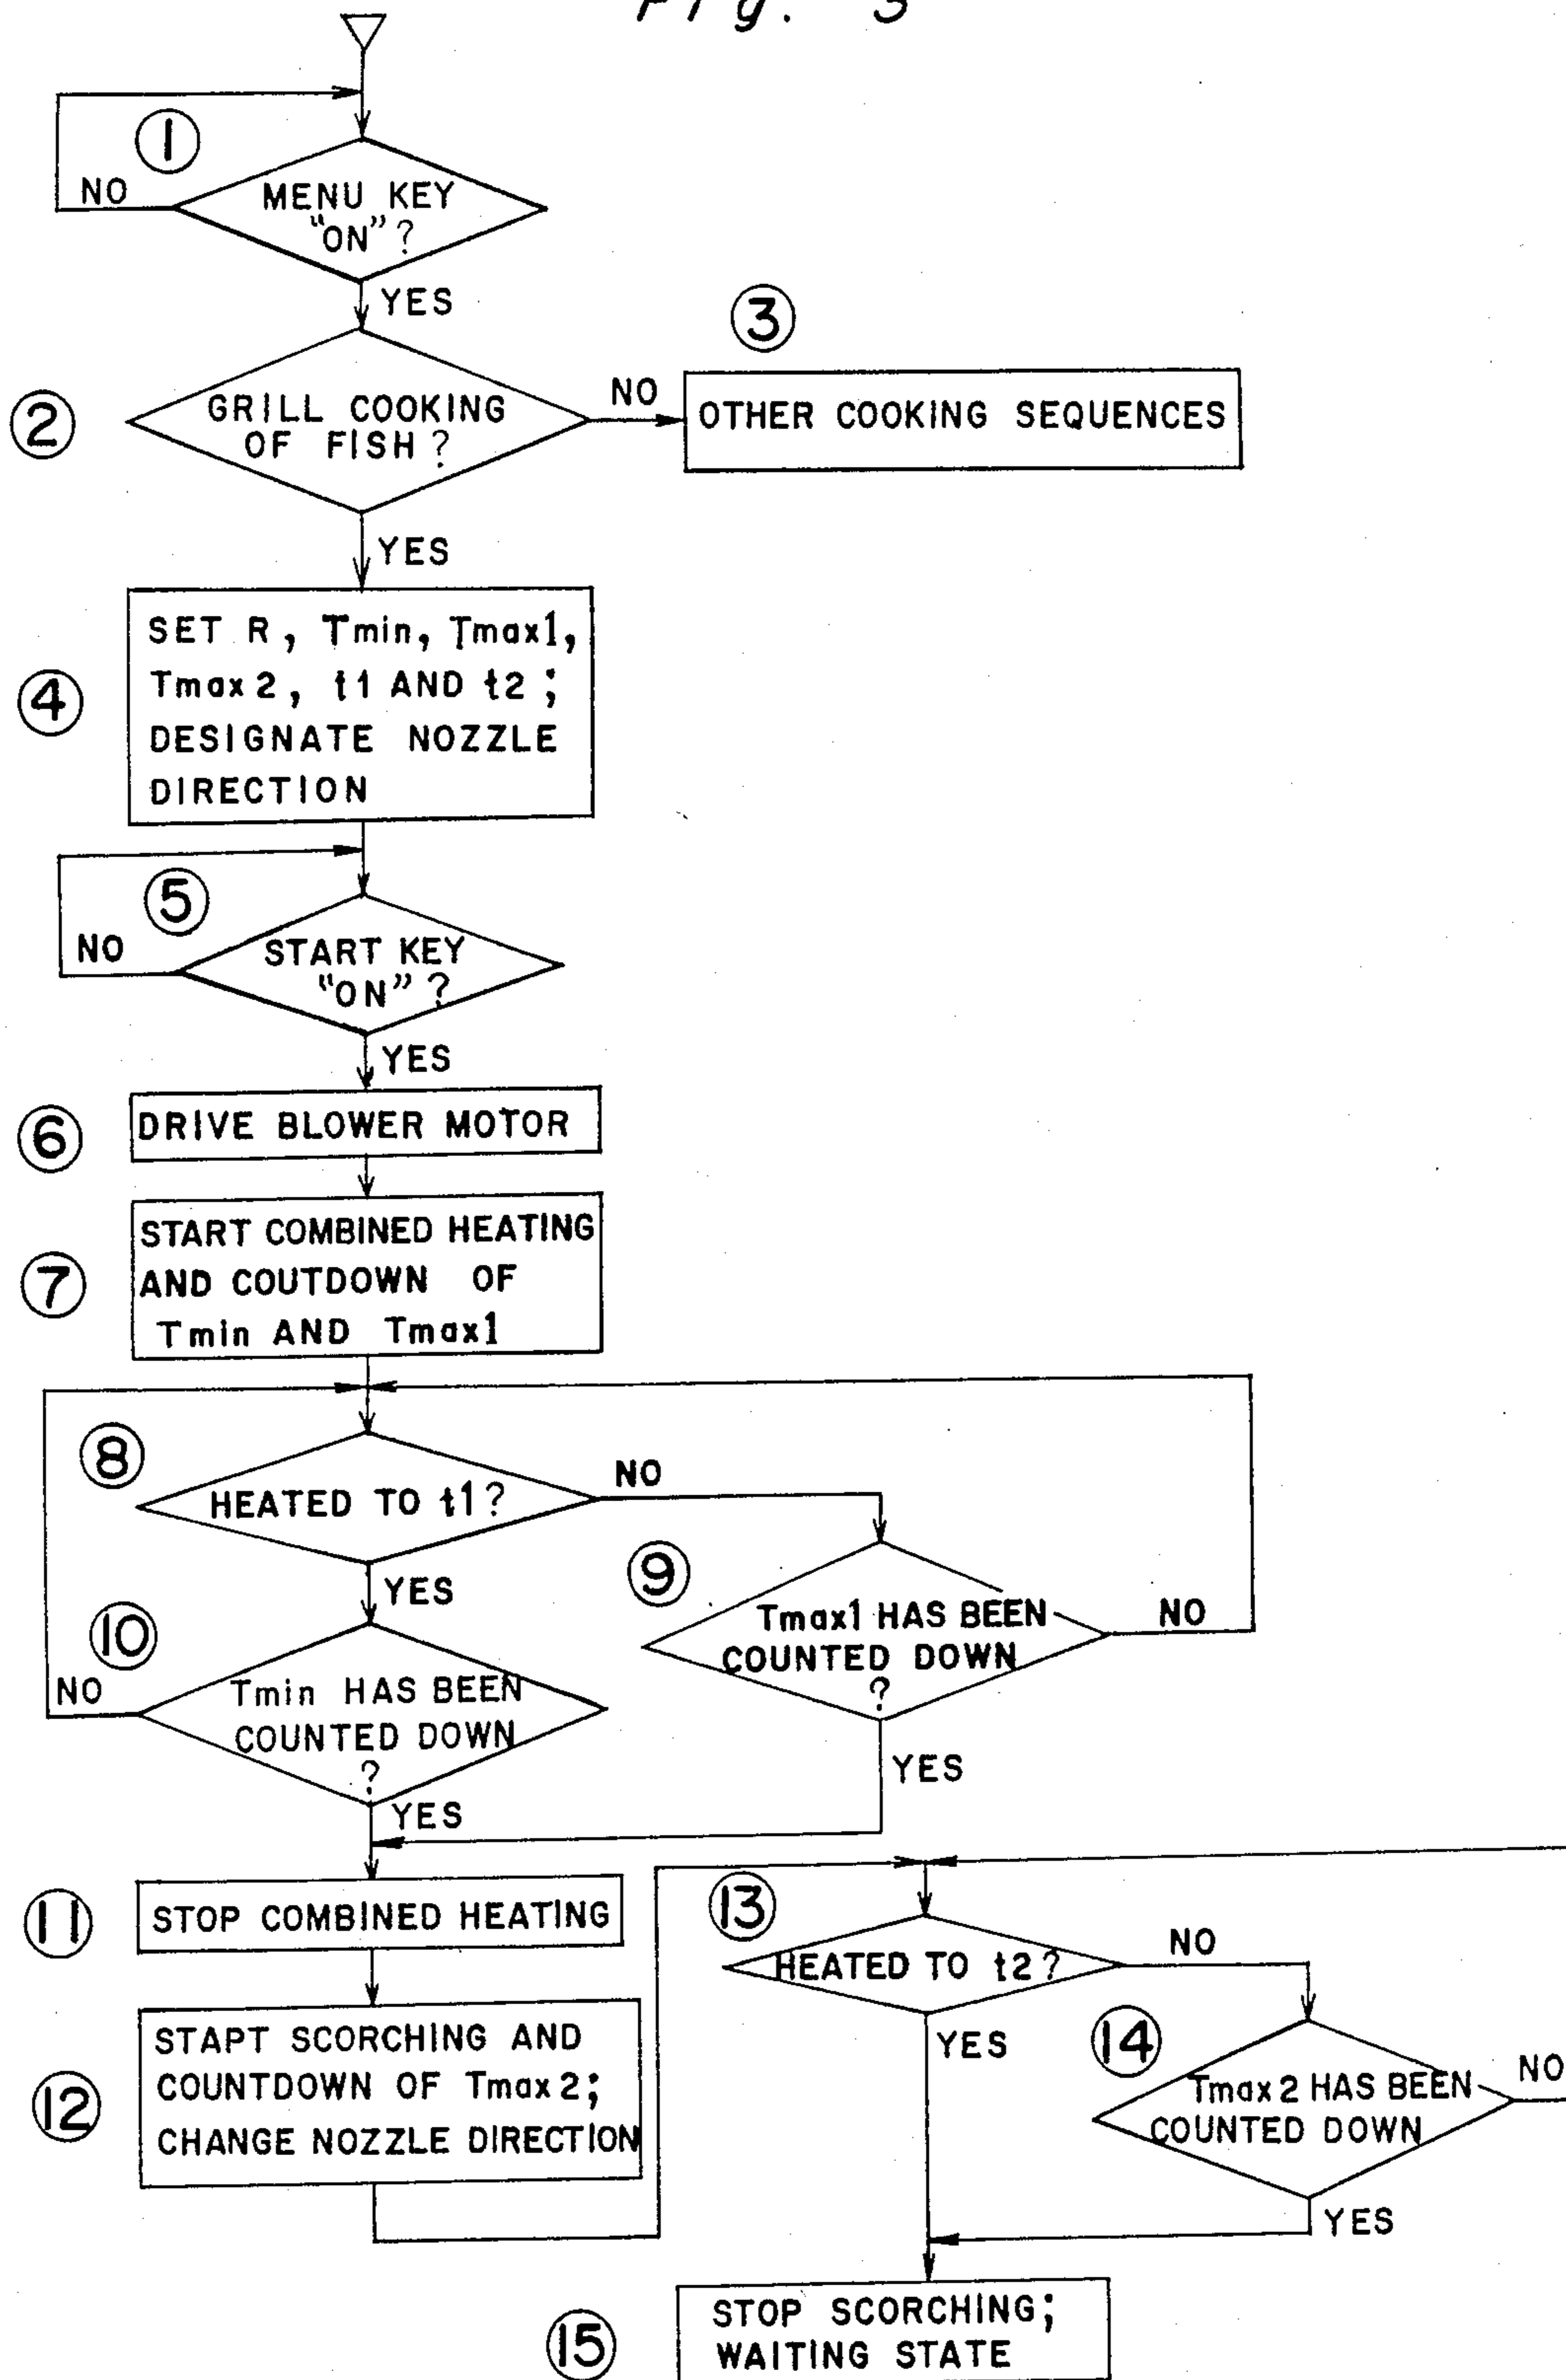 Fig. 3
1
NO
MENU KEY
"ON"?
YES
3
2
GRILL COOKING
OF FISH?
NO
OTHER COOKING SEQUENCES
YES
4
SET R, Tmin, Tmax1,
Tmax2, t1 AND t2;
DESIGNATE NOZZLE
DIRECTION
5
NO
START KEY
"ON"?
YES
6
DRIVE BLOWER MOTOR
7
START COMBINED HEATING
AND COUTDOWN OF
Tmin AND Tmax1
8
HEATED TO t1?
NO
YES
9
Tmax1 HAS BEEN
COUNTED DOWN
?
NO
YES
10
NO
Tmin HAS BEEN
COUNTED DOWN
?
YES
11
STOP COMBINED HEATING
12
STAPT SCORCHING AND
COUNTDOWN OF Tmax2;
CHANGE NOZZLE DIRECTION
13
HEATED TO t2?
NO
YES
14
Tmax2 HAS BEEN
COUNTED DOWN
NO
YES
15
STOP SCORCHING;
WAITING STATE